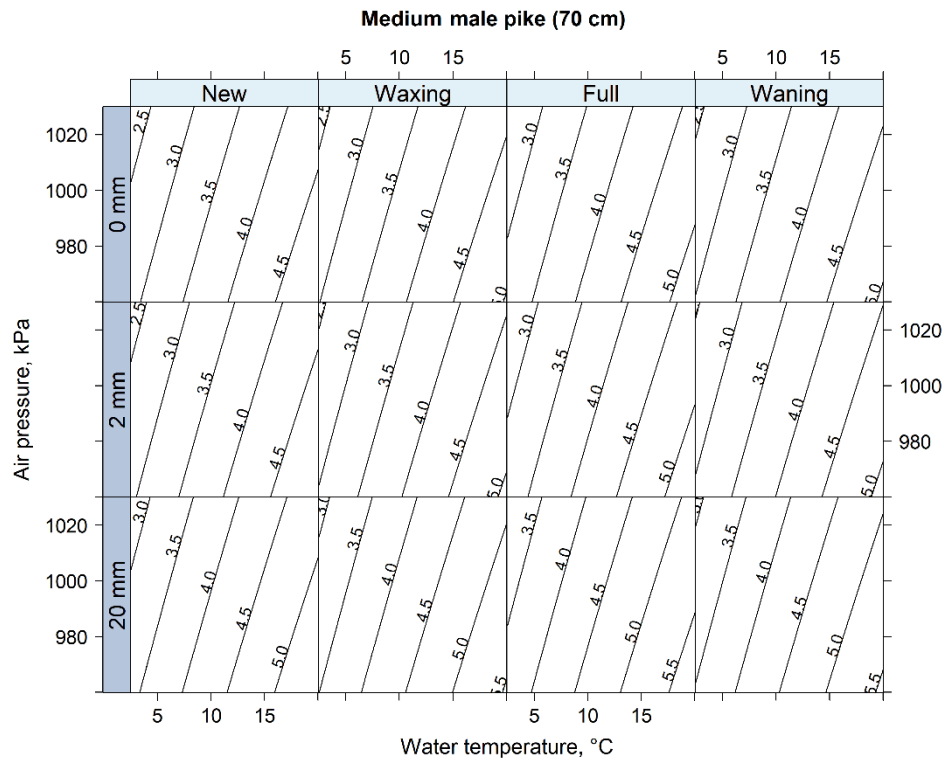 Medium male pike (70 cm)
5 10 15 5 10 15
New Waxing Full Waning
0 mm
1020
1000
980
2.5 3.0 3.5 4.0 4.5
2.5 3.0 3.5 4.0 4.5 5.0
3.0 3.5 4.0 4.5 5.0
2.5 3.0 3.5 4.0 4.5 5.0
Air pressure, kPa
2 mm
2.5 3.0 3.5 4.0 4.5
3.0 3.5 4.0 4.5 5.0
3.0 3.5 4.0 4.5 5.0
3.0 3.5 4.0 4.5 5.0
1020
1000
980
20 mm
1020
1000
980
3.0 3.5 4.0 4.5 5.0
3.0 3.5 4.0 4.5 5.0 5.5
3.5 4.0 4.5 5.0 5.5
3.5 4.0 4.5 5.0 5.5
5 10 15 5 10 15
Water temperature, °C